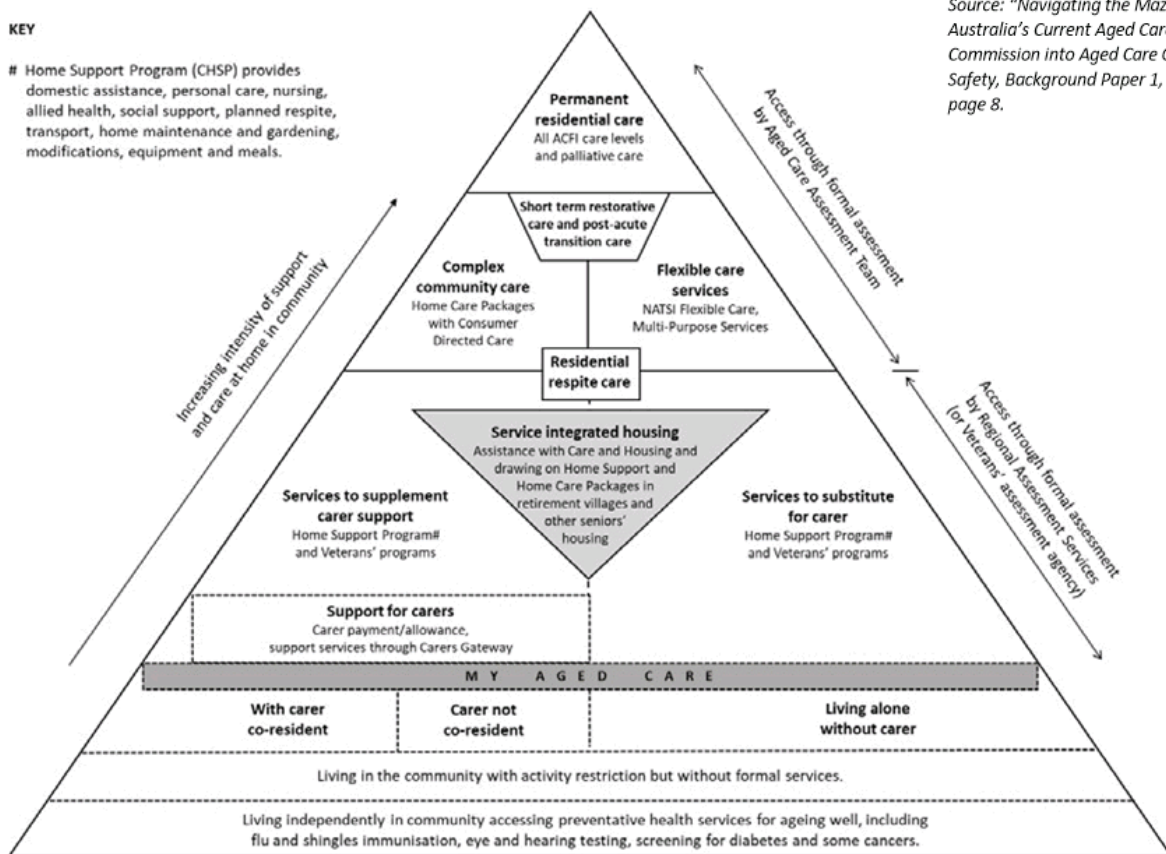 KEY
# Home Support Program (CHSP) provides
domestic assistance, personal care, nursing,
allied health, social support, planned respite,
transport, home maintenance and gardening,
modifications, equipment and meals.
Source: "Navigating the Maz
Australia's Current Aged Care
Commission into Aged Care Q
Safety, Background Paper 1,
page 8.
Permanent
residential care
All ACFI care levels
and palliative care
Access through formal assessment
by Aged Care Assessment Team
Short term restorative
care and post-acute
transition care
Increasing intensity of support
and care at home in community
Complex
community care
Home Care Packages
with Consumer
Directed Care
Flexible care
services
NATSI Flexible Care,
Multi-Purpose Services
Residential
respite care
Access through formal assessment
by Regional Assessment Services
(or Veterans' assessment agency)
Service integrated housing
Assistance with Care and Housing and
drawing on Home Support and
Home Care Packages in
retirement villages and
other seniors'
housing
Services to supplement
carer support
Home Support Program#
and Veterans' programs
Services to substitute
for carer
Home Support Program#
and Veterans' programs
Support for carers
Carer payment/allowance,
support services through Carers Gateway
MY AGED CARE
With carer
co-resident
Carer not
co-resident
Living alone
without carer
Living in the community with activity restriction but without formal services.
Living independently in community accessing preventative health services for ageing well, including
flu and shingles immunisation, eye and hearing testing, screening for diabetes and some cancers.